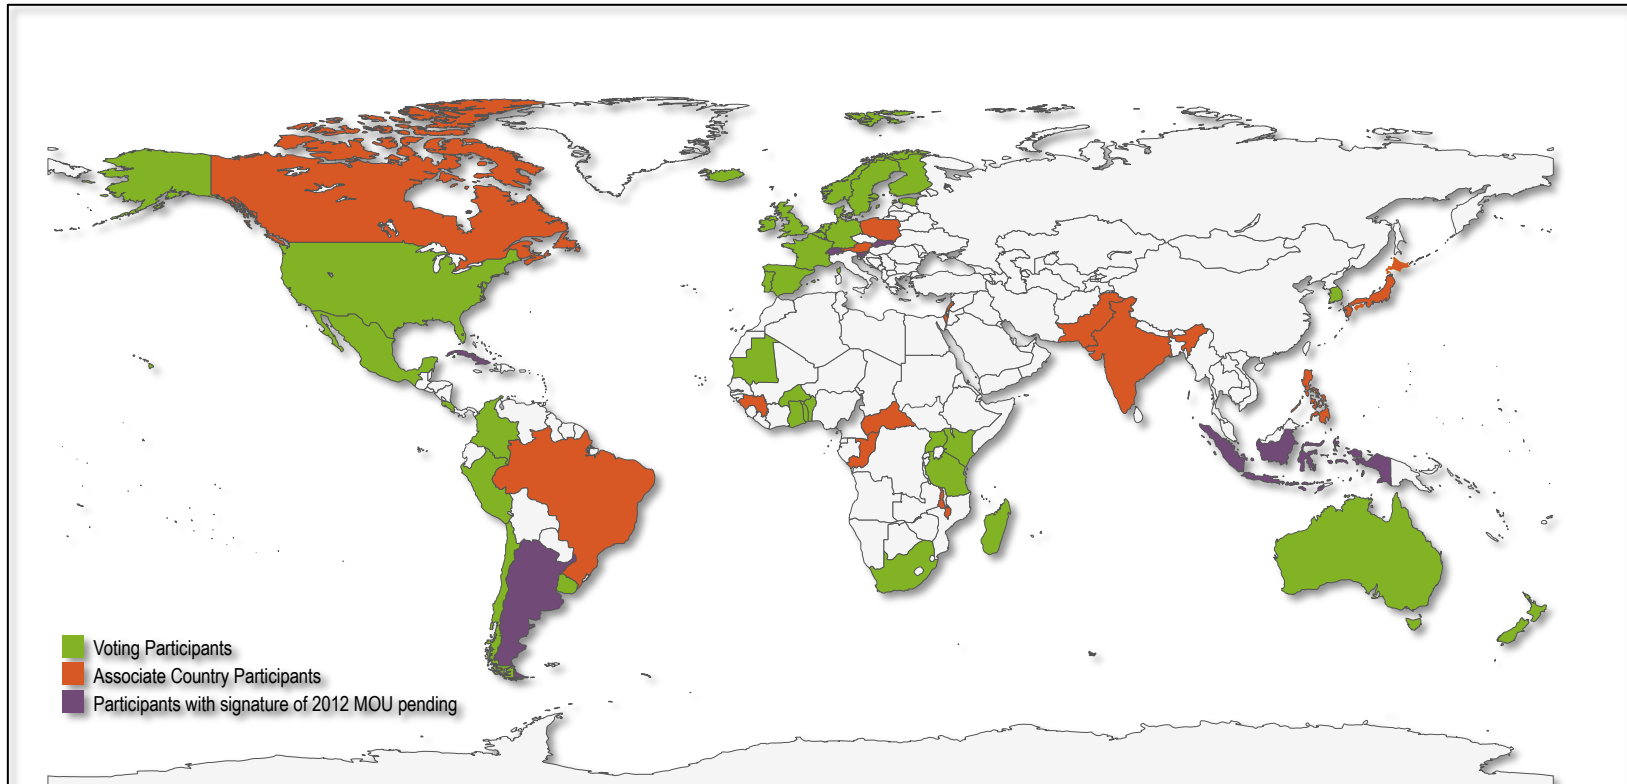 Voting Participants
Associate Country Participants
Participants with signature of 2012 MOU pending